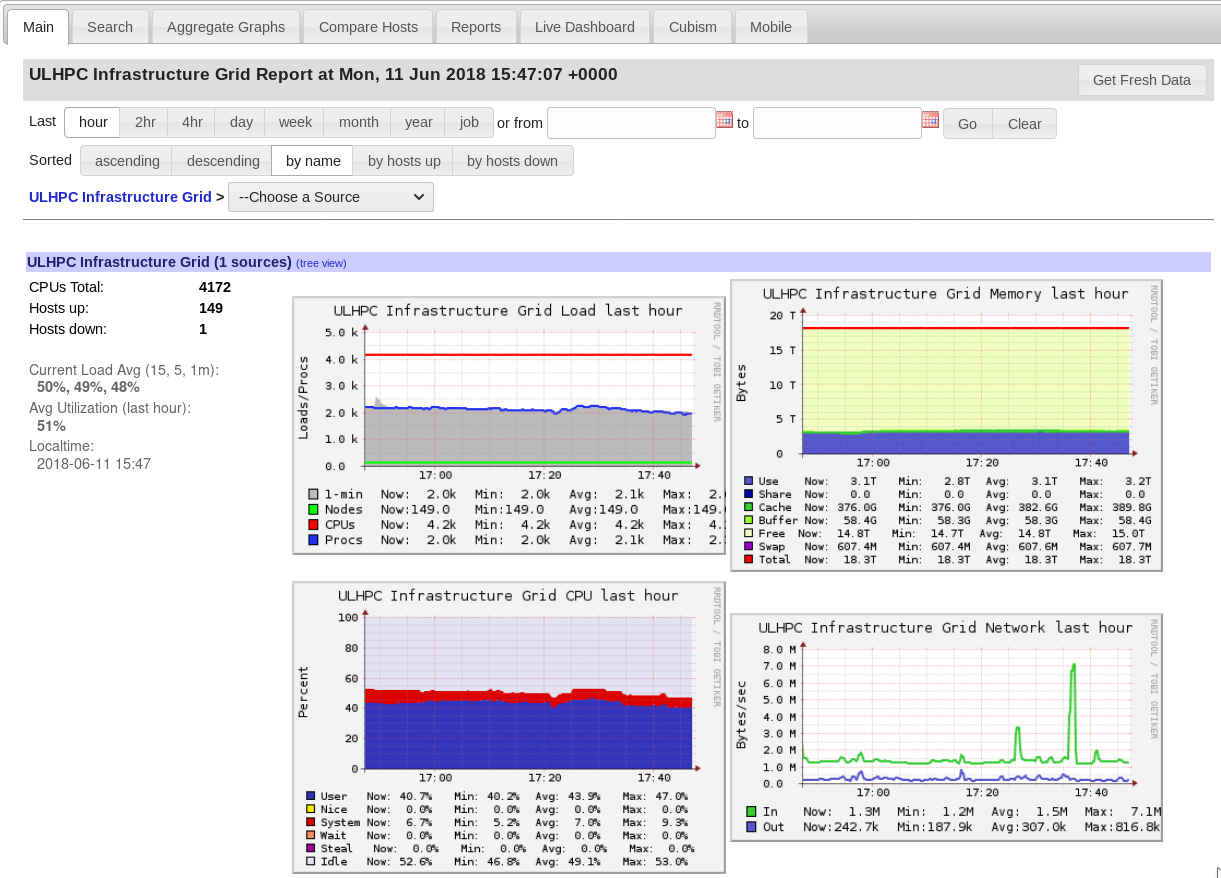 Main Search Aggregate Graphs Compare Hosts Reports Live Dashboard Cubism Mobile
ULHPC Infrastructure Grid Report at Mon, 11 Jun 2018 15:47:07 +0000
Get Fresh Data
Last hour 2hr 4hr day week month year job or from to Go Clear
Sorted ascending descending by name by hosts up by hosts down
ULHPC Infrastructure Grid > --Choose a Source
ULHPC Infrastructure Grid (1 sources) (tree view)
CPUs Total: 4172
Hosts up: 149
Hosts down: 1
Current Load Avg (15, 5, 1m):
50%, 49%, 48%
Avg Utilization (last hour):
51%
Localtime:
2018-06-11 15:47
ULHPC Infrastructure Grid Load last hour
RRDTOOL / TOBI OETIKER
Loads/Procs
5.0 k
4.0 k
3.0 k
2.0 k
1.0 k
0.0
17:00 17:20 17:40
1-min Now: 2.0k Min: 2.0k Avg: 2.1k Max: 2.
Nodes Now:149.0 Min:149.0 Avg:149.0 Max:149.
CPUs Now: 4.2k Min: 4.2k Avg: 4.2k Max: 4.
Procs Now: 2.0k Min: 2.0k Avg: 2.1k Max: 2.
ULHPC Infrastructure Grid Memory last hour
RRDTOOL / TOBI OETIKER
Bytes
20 T
15 T
10 T
5 T
0
17:00 17:20 17:40
Use Now: 3.1T Min: 2.8T Avg: 3.1T Max: 3.2T
Share Now: 0.0 Min: 0.0 Avg: 0.0 Max: 0.0
Cache Now: 376.0G Min: 376.0G Avg: 382.6G Max: 389.8G
Buffer Now: 58.4G Min: 58.3G Avg: 58.3G Max: 58.4G
Free Now: 14.8T Min: 14.7T Avg: 14.8T Max: 15.0T
Swap Now: 607.4M Min: 607.4M Avg: 607.6M Max: 607.7M
Total Now: 18.3T Min: 18.3T Avg: 18.3T Max: 18.3T
ULHPC Infrastructure Grid CPU last hour
RRDTOOL / TOBI OETIKER
Percent
100
80
60
40
20
0
17:00 17:20 17:40
User Now: 40.7% Min: 40.2% Avg: 43.9% Max: 47.0%
Nice Now: 0.0% Min: 0.0% Avg: 0.0% Max: 0.0%
System Now: 6.7% Min: 5.2% Avg: 7.0% Max: 9.3%
Wait Now: 0.0% Min: 0.0% Avg: 0.0% Max: 0.0%
Steal Now: 0.0% Min: 0.0% Avg: 0.0% Max: 0.0%
Idle Now: 52.6% Min: 46.8% Avg: 49.1% Max: 53.0%
ULHPC Infrastructure Grid Network last hour
RRDTOOL / TOBI OETIKER
Bytes/sec
8.0 M
7.0 M
6.0 M
5.0 M
4.0 M
3.0 M
2.0 M
1.0 M
0.0
17:00 17:20 17:40
In Now: 1.3M Min: 1.2M Avg: 1.5M Max: 7.1M
Out Now:242.7k Min:187.9k Avg:307.0k Max:816.8k